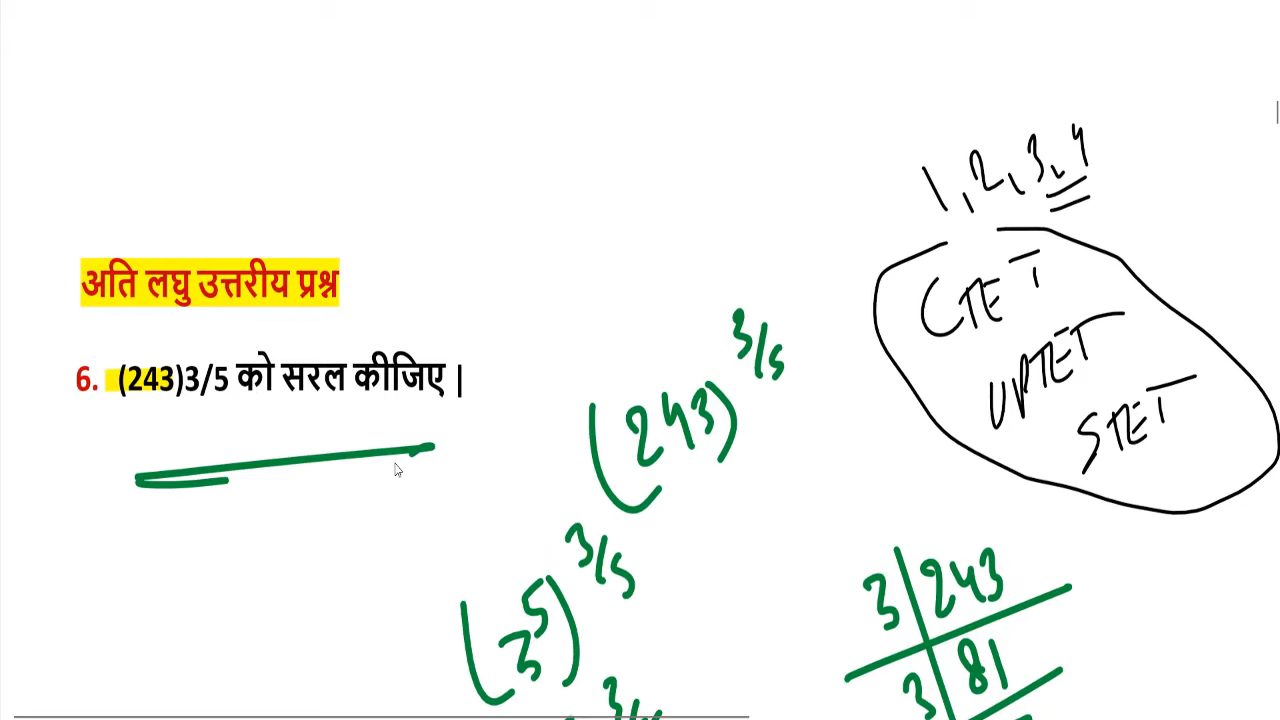 1, 2, 3, 4
CTET
UPTET
STET
अति लघु उत्तरीय प्रश्न
6. (243)3/5 को सरल कीजिए |
(243)^3/5
(3^5)^3/5
3 | 243
3 | 81